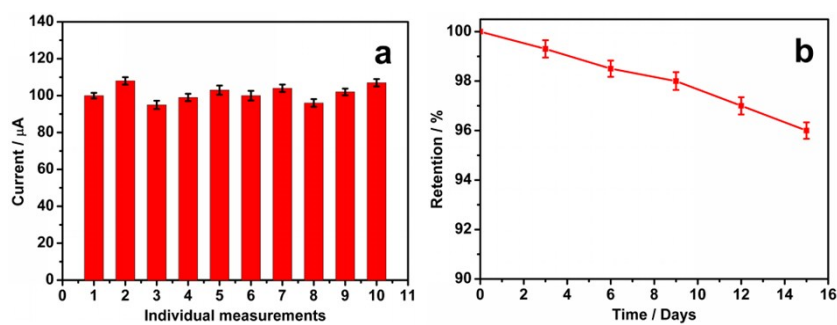 a
140
120
100
80
60
40
20
0
Current / μA
0 1 2 3 4 5 6 7 8 9 10 11
Individual measurements
b
100
98
96
94
92
90
Retention / %
0 2 4 6 8 10 12 14 16
Time / Days